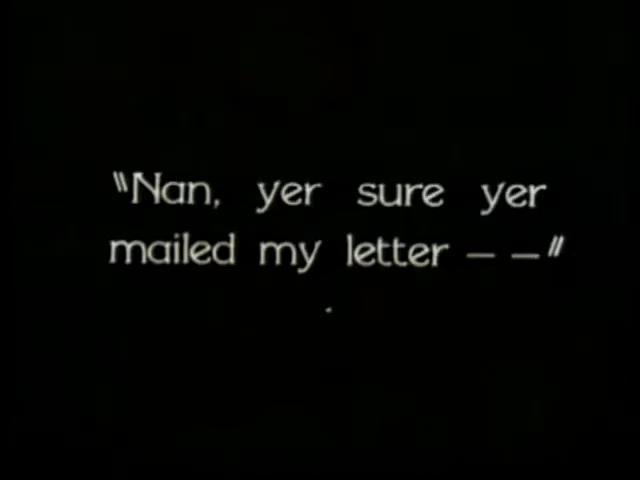 "Nan, yer sure yer
mailed my letter — —"